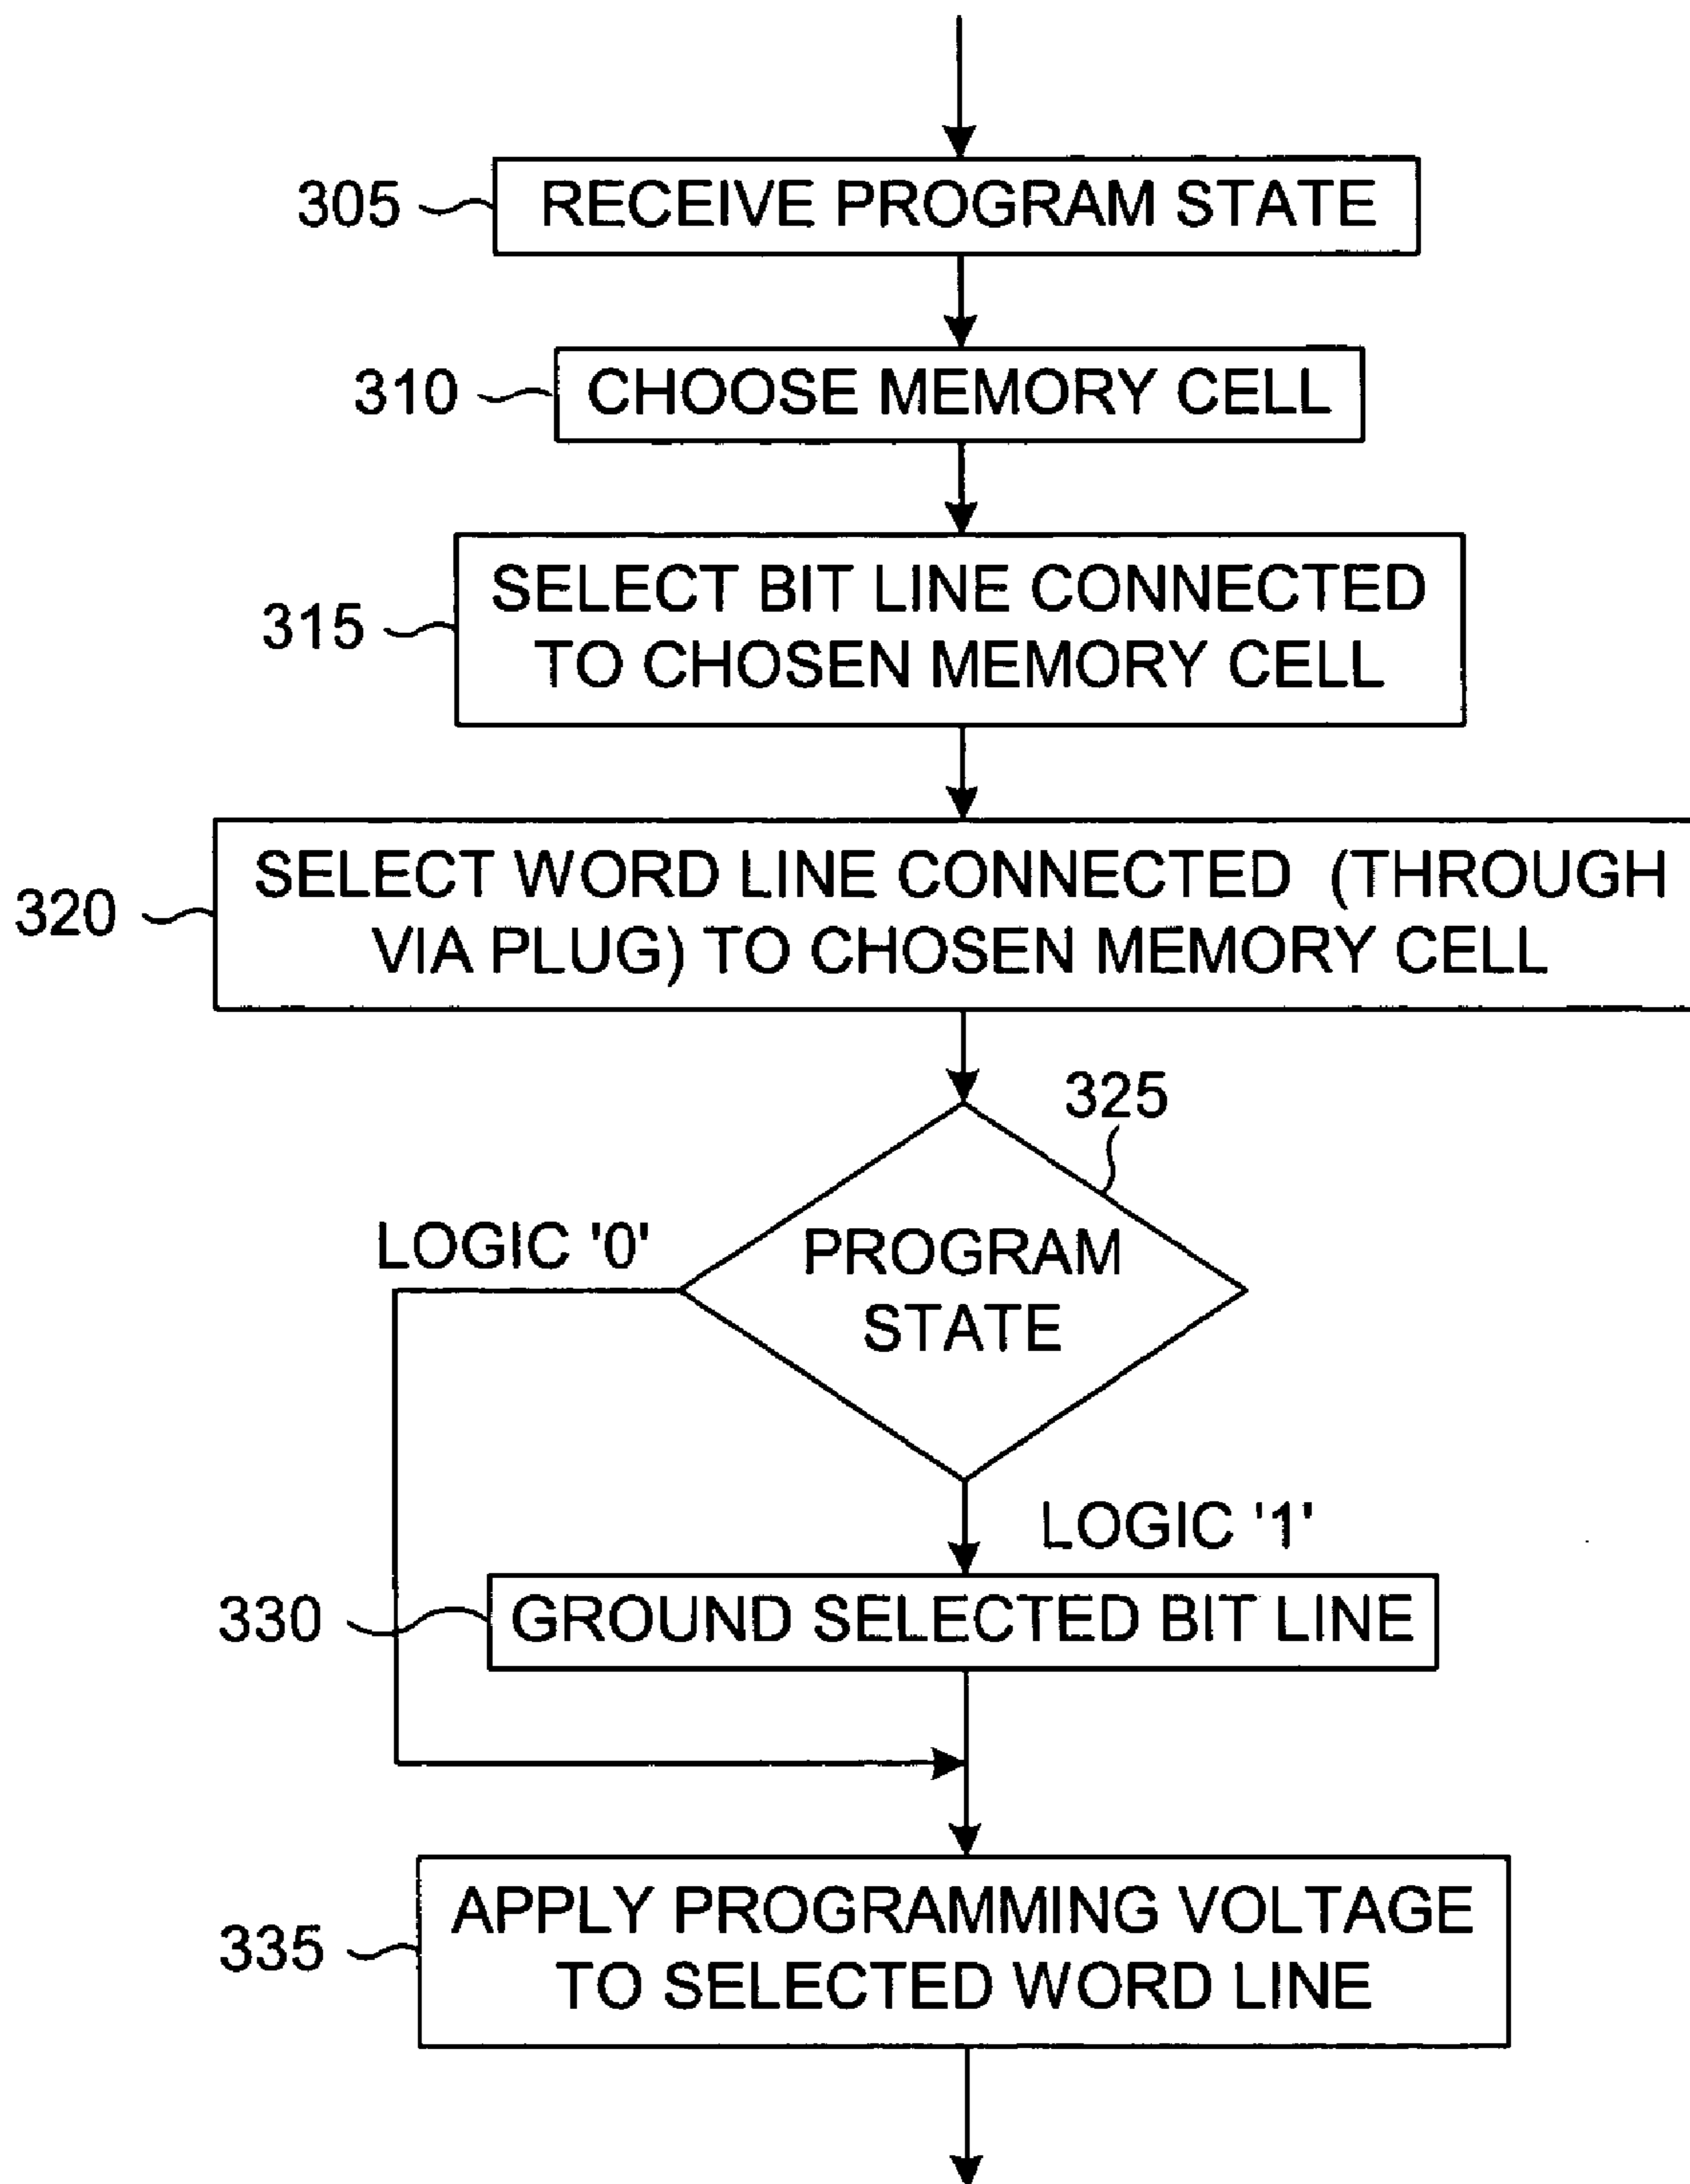 305 RECEIVE PROGRAM STATE
310 CHOOSE MEMORY CELL
315 SELECT BIT LINE CONNECTED
TO CHOSEN MEMORY CELL
320 SELECT WORD LINE CONNECTED (THROUGH
VIA PLUG) TO CHOSEN MEMORY CELL
325
LOGIC '0'
PROGRAM
STATE
LOGIC '1'
330 GROUND SELECTED BIT LINE
335 APPLY PROGRAMMING VOLTAGE
TO SELECTED WORD LINE